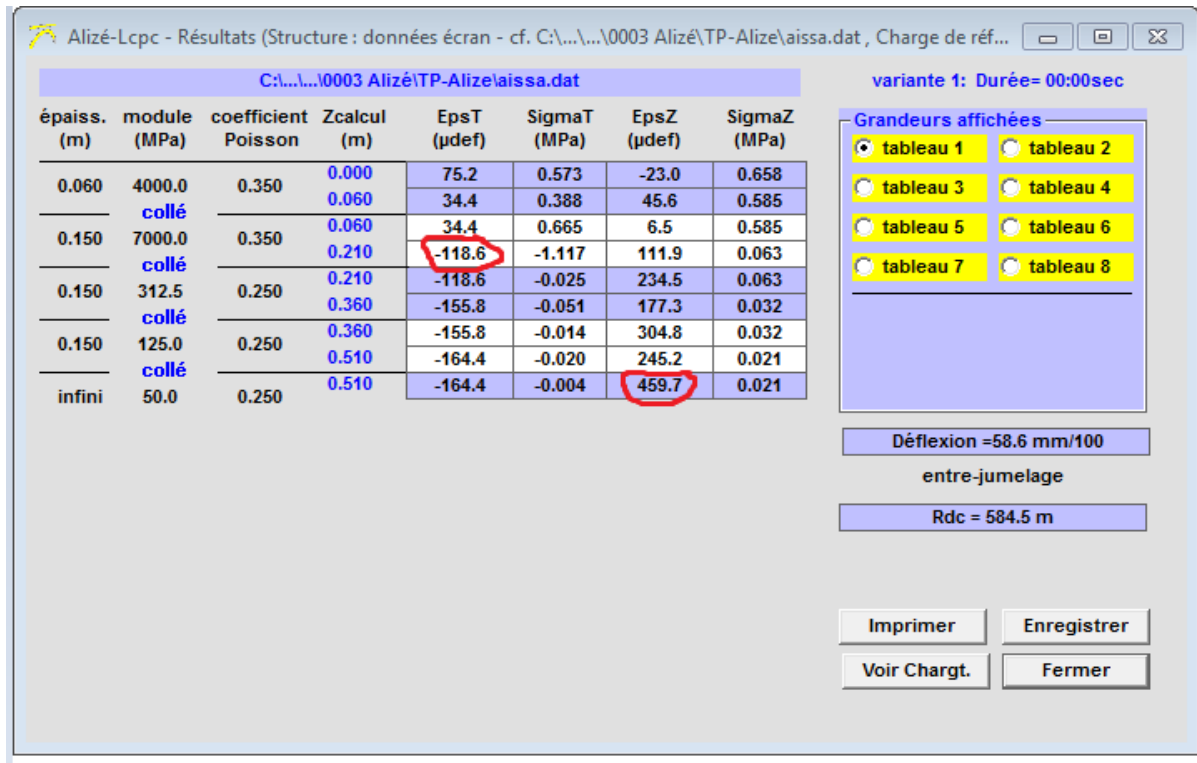 Alizé-Lcpc - Résultats (Structure : données écran - cf. C:\...\...\0003 Alizé\TP-Alize\aissa.dat , Charge de réf...
C:\...\...\0003 Alizé\TP-Alize\aissa.dat
variante 1: Durée= 00:00sec
épaiss. module coefficient Zcalcul EpsT SigmaT EpsZ SigmaZ
(m) (MPa) Poisson (m) (µdef) (MPa) (µdef) (MPa)
0.000 75.2 0.573 -23.0 0.658
0.060 4000.0 0.350
0.060 34.4 0.388 45.6 0.585
collé
0.060 34.4 0.665 6.5 0.585
0.150 7000.0 0.350
0.210 -118.6 -1.117 111.9 0.063
collé
0.210 -118.6 -0.025 234.5 0.063
0.150 312.5 0.250
0.360 -155.8 -0.051 177.3 0.032
collé
0.360 -155.8 -0.014 304.8 0.032
0.150 125.0 0.250
0.510 -164.4 -0.020 245.2 0.021
collé
0.510 -164.4 -0.004 459.7 0.021
infini 50.0 0.250
Grandeurs affichées
tableau 1 tableau 2
tableau 3 tableau 4
tableau 5 tableau 6
tableau 7 tableau 8
Déflexion =58.6 mm/100
entre-jumelage
Rdc = 584.5 m
Imprimer Enregistrer
Voir Chargt. Fermer